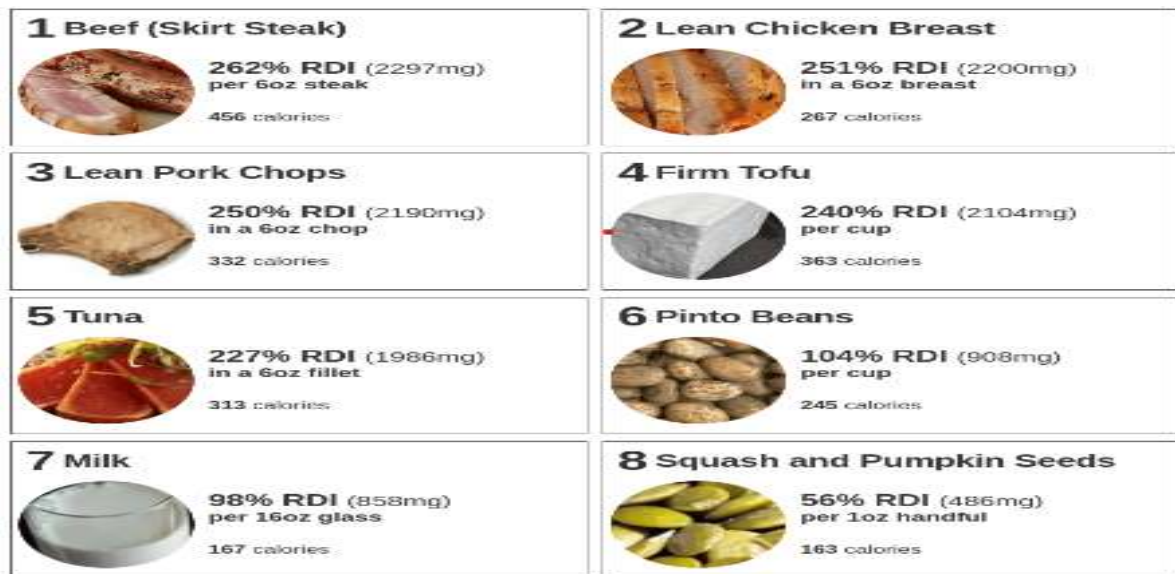 1 Beef (Skirt Steak)
262% RDI (2297mg)
per 6oz steak
456 calories
2 Lean Chicken Breast
251% RDI (2200mg)
in a 6oz breast
267 calories
3 Lean Pork Chops
250% RDI (2190mg)
in a 6oz chop
332 calories
4 Firm Tofu
240% RDI (2104mg)
per cup
363 calories
5 Tuna
227% RDI (1986mg)
in a 6oz fillet
313 calories
6 Pinto Beans
104% RDI (908mg)
per cup
245 calories
7 Milk
98% RDI (858mg)
per 16oz glass
167 calories
8 Squash and Pumpkin Seeds
56% RDI (486mg)
per 1oz handful
163 calories